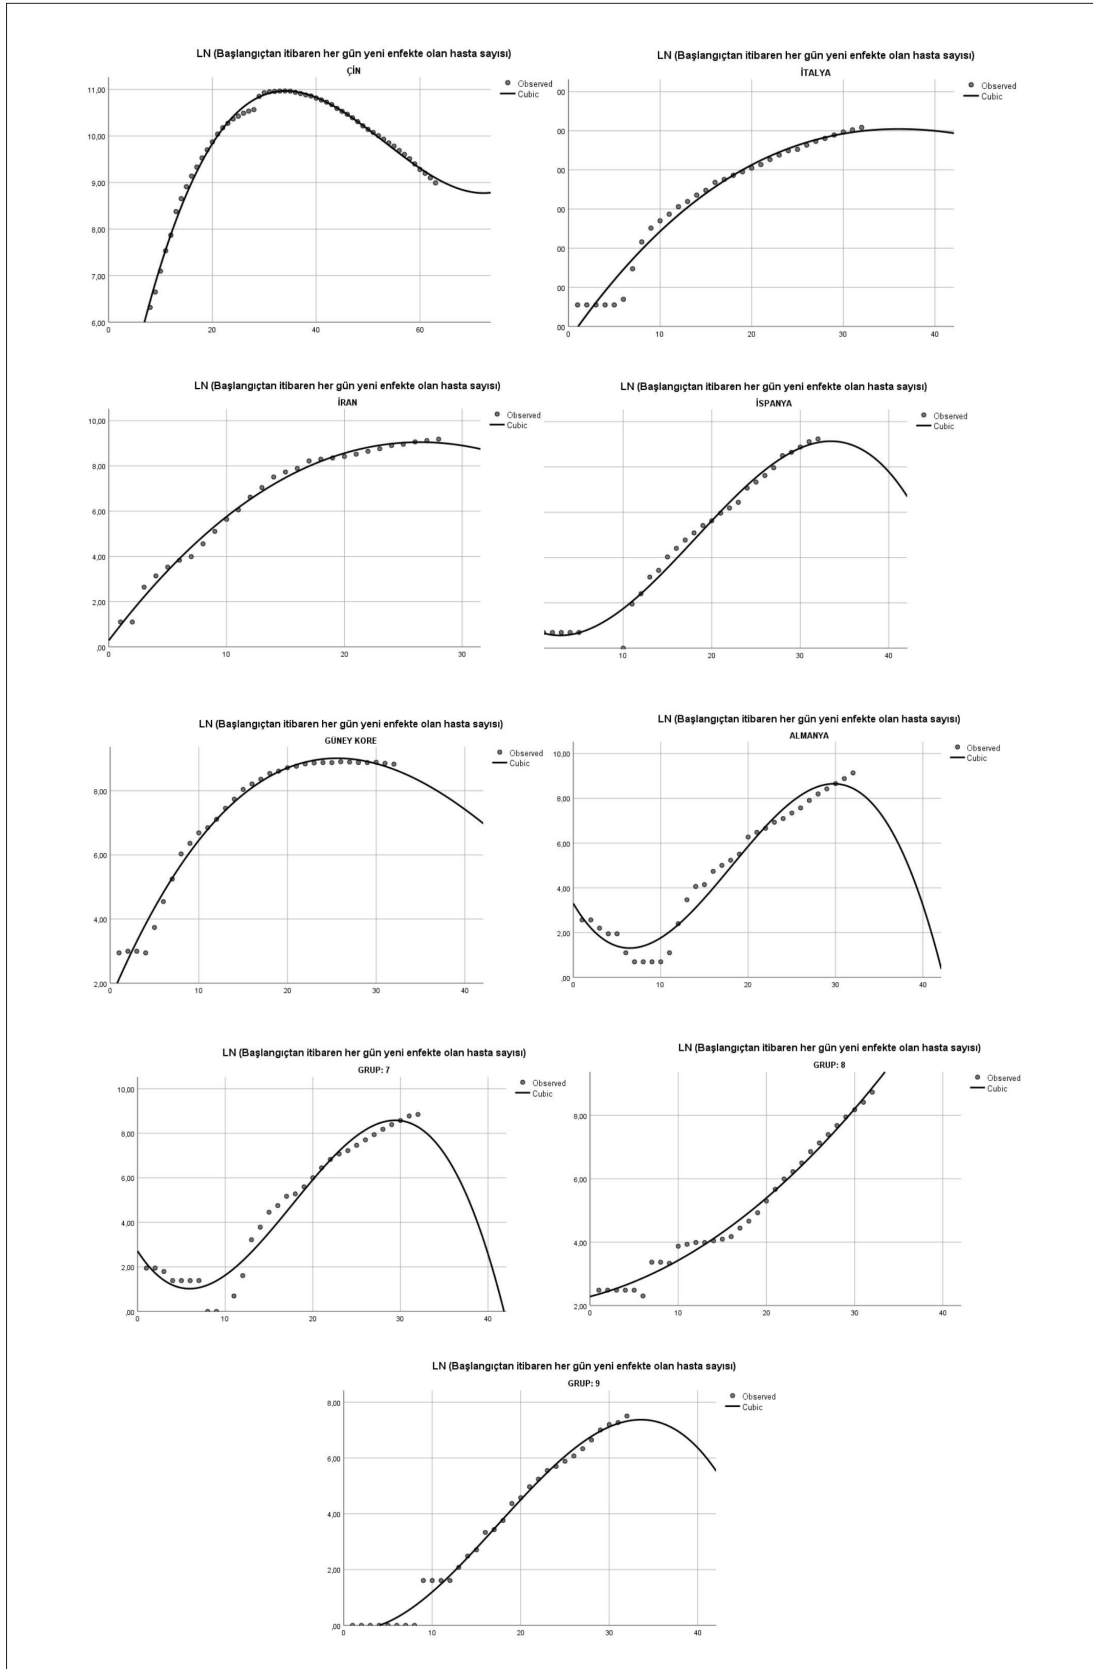 LN (Başlangıçtan itibaren her gün yeni enfekte olan hasta sayısı)
ÇİN
Observed
Cubic
11,00
10,00
9,00
8,00
7,00
6,00
0 20 40 60
LN (Başlangıçtan itibaren her gün yeni enfekte olan hasta sayısı)
İTALYA
Observed
Cubic
00
00
00
00
00
00
00
10 20 30 40
LN (Başlangıçtan itibaren her gün yeni enfekte olan hasta sayısı)
İRAN
Observed
Cubic
10,00
8,00
6,00
4,00
2,00
,00
0 10 20 30
LN (Başlangıçtan itibaren her gün yeni enfekte olan hasta sayısı)
İSPANYA
Observed
Cubic
10 20 30 40
LN (Başlangıçtan itibaren her gün yeni enfekte olan hasta sayısı)
GÜNEY KORE
Observed
Cubic
8,00
6,00
4,00
2,00
0 10 20 30 40
LN (Başlangıçtan itibaren her gün yeni enfekte olan hasta sayısı)
ALMANYA
Observed
Cubic
10,00
8,00
6,00
4,00
2,00
,00
0 10 20 30 40
LN (Başlangıçtan itibaren her gün yeni enfekte olan hasta sayısı)
GRUP: 7
Observed
Cubic
10,00
8,00
6,00
4,00
2,00
,00
0 10 20 30 40
LN (Başlangıçtan itibaren her gün yeni enfekte olan hasta sayısı)
GRUP: 8
Observed
Cubic
8,00
6,00
4,00
2,00
0 10 20 30 40
LN (Başlangıçtan itibaren her gün yeni enfekte olan hasta sayısı)
GRUP: 9
Observed
Cubic
8,00
6,00
4,00
2,00
,00
0 10 20 30 40